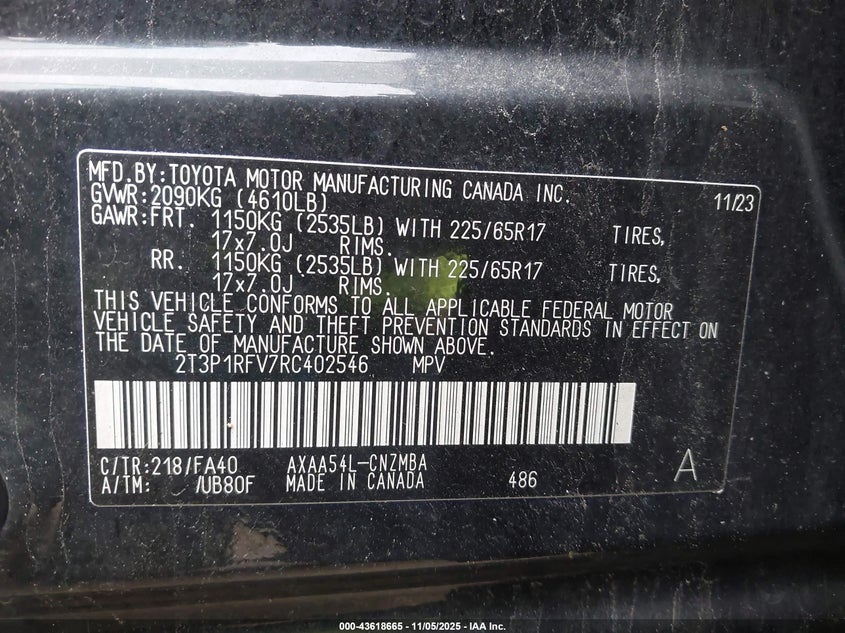 MFD.BY:TOYOTA MOTOR MANUFACTURING CANADA INC. 11/23
GVWR:2090KG (4610LB)
GAWR:FRT. 1150KG (2535LB) WITH 225/65R17 TIRES,
17x7.0J RIMS.
RR. 1150KG (2535LB) WITH 225/65R17 TIRES,
17x7.0J RIMS.
THIS VEHICLE CONFORMS TO ALL APPLICABLE FEDERAL MOTOR
VEHICLE SAFETY AND THEFT PREVENTION STANDARDS IN EFFECT ON
THE DATE OF MANUFACTURE SHOWN ABOVE.
2T3P1RFV7RC402546 MPV
C/TR:218/FA40 AXAA54L-CNZMBA A
A/TM: /UB80F MADE IN CANADA 486
000-43618665 - 11/05/2025 - IAA Inc.